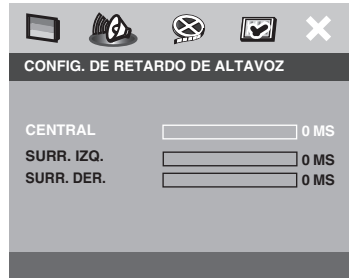 CONFIG. DE RETARDO DE ALTAVOZ
CENTRAL 0 MS
SURR. IZQ. 0 MS
SURR. DER. 0 MS